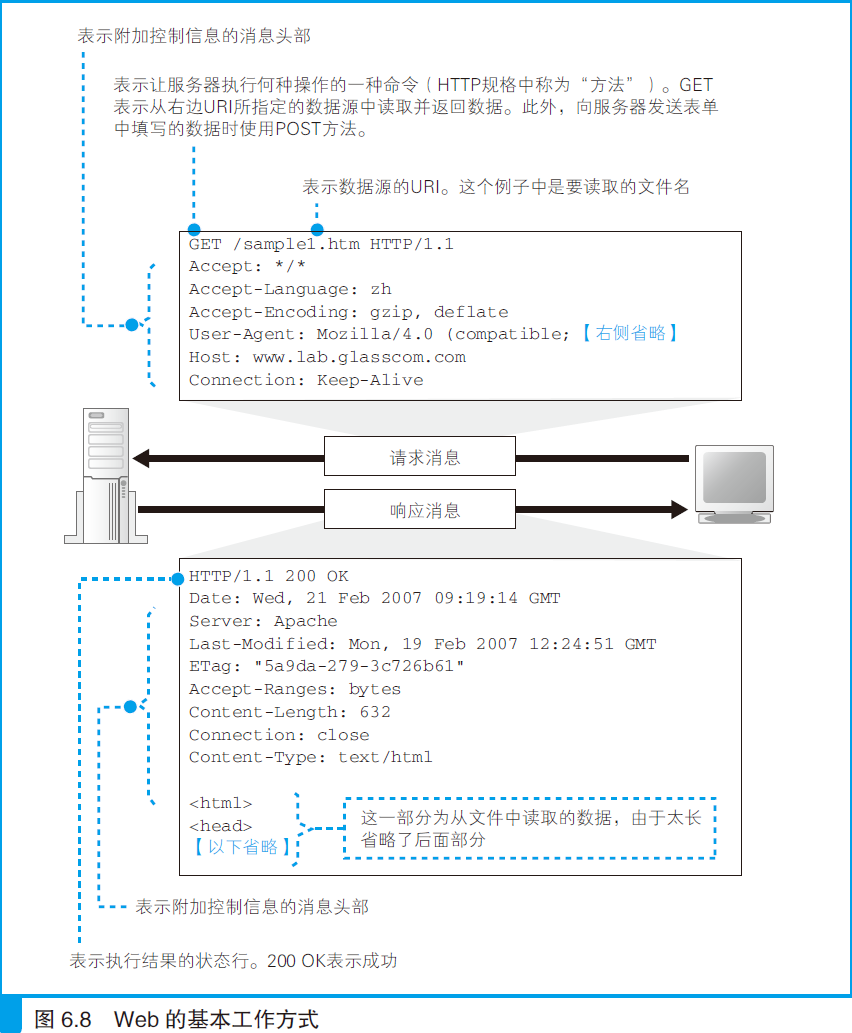 表示附加控制信息的消息头部
表示让服务器执行何种操作的一种命令（HTTP规格中称为“方法”）。GET
表示从右边URI所指定的数据源中读取并返回数据。此外，向服务器发送表单
中填写的数据时使用POST方法。
表示数据源的URI。这个例子中是要读取的文件名
GET /sample1.htm HTTP/1.1
Accept: */*
Accept-Language: zh
Accept-Encoding: gzip, deflate
User-Agent: Mozilla/4.0 (compatible;【右侧省略】
Host: www.lab.glasscom.com
Connection: Keep-Alive
请求消息
响应消息
HTTP/1.1 200 OK
Date: Wed, 21 Feb 2007 09:19:14 GMT
Server: Apache
Last-Modified: Mon, 19 Feb 2007 12:24:51 GMT
ETag: "5a9da-279-3c726b61"
Accept-Ranges: bytes
Content-Length: 632
Connection: close
Content-Type: text/html
<html>
<head>
【以下省略】
这一部分为从文件中读取的数据，由于太长
省略了后面部分
表示附加控制信息的消息头部
表示执行结果的状态行。200 OK表示成功
图 6.8 Web 的基本工作方式